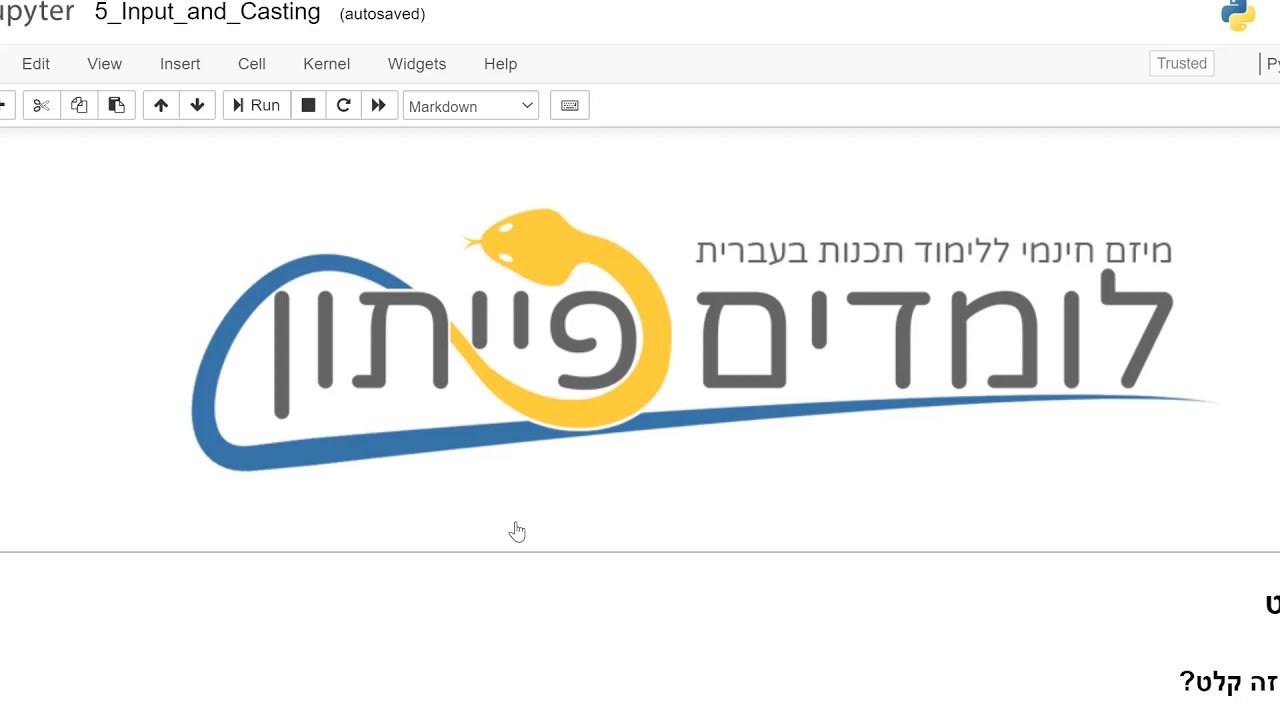 upyter 5_Input_and_Casting (autosaved)
Edit View Insert Cell Kernel Widgets Help Trusted Py
Run Markdown
מיזם חינמי ללימוד תכנות בעברית
לומדים פייתון
ט
זה קלט?